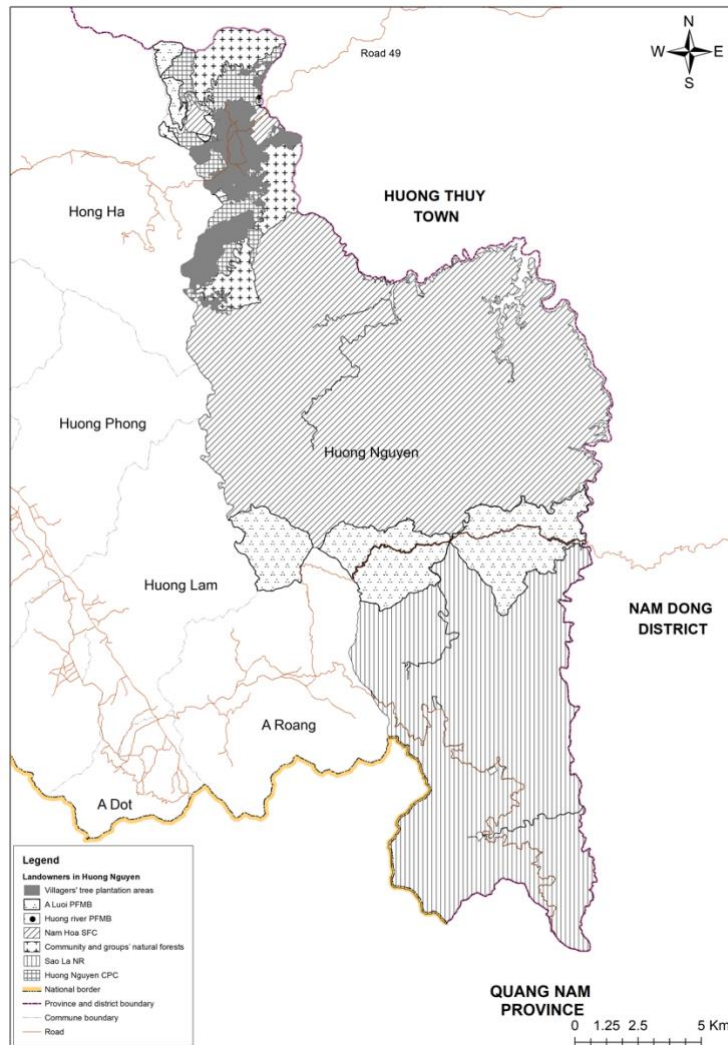 N
W E
S
Road 49
Hong Ha
HUONG THUY
TOWN
Huong Phong
Huong Nguyen
Huong Lam
NAM DONG
DISTRICT
A Roang
A Dot
Legend
Landowners in Huong Nguyen
Villagers' tree plantation areas
A Luoi PFMB
Huong river PFMB
Nam Hoa SFC
Community and groups' natural forests
Sao La NR
Huong Nguyen CPC
National border
Province and district boundary
Commune boundary
Road
QUANG NAM
PROVINCE
0 1.25 2.5 5 Km